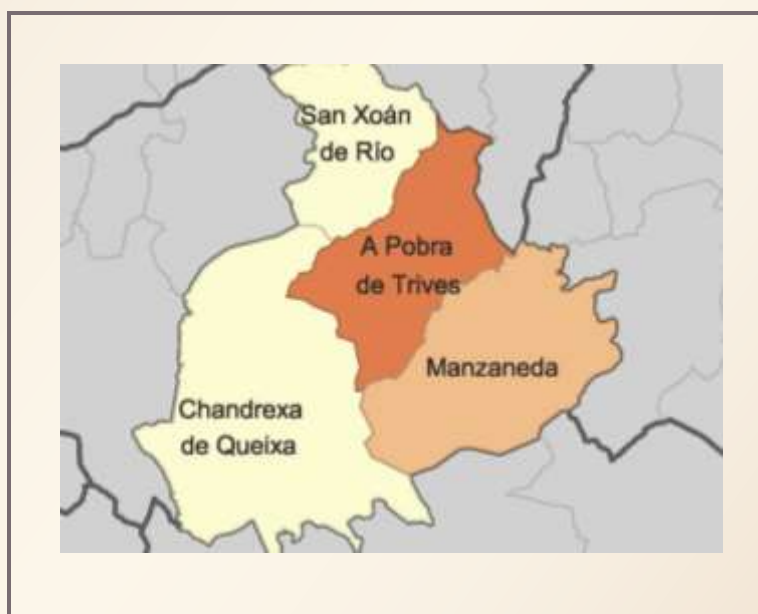 San Xoán
de Río
A Pobra
de Trives
Manzaneda
Chandrexa
de Queixa